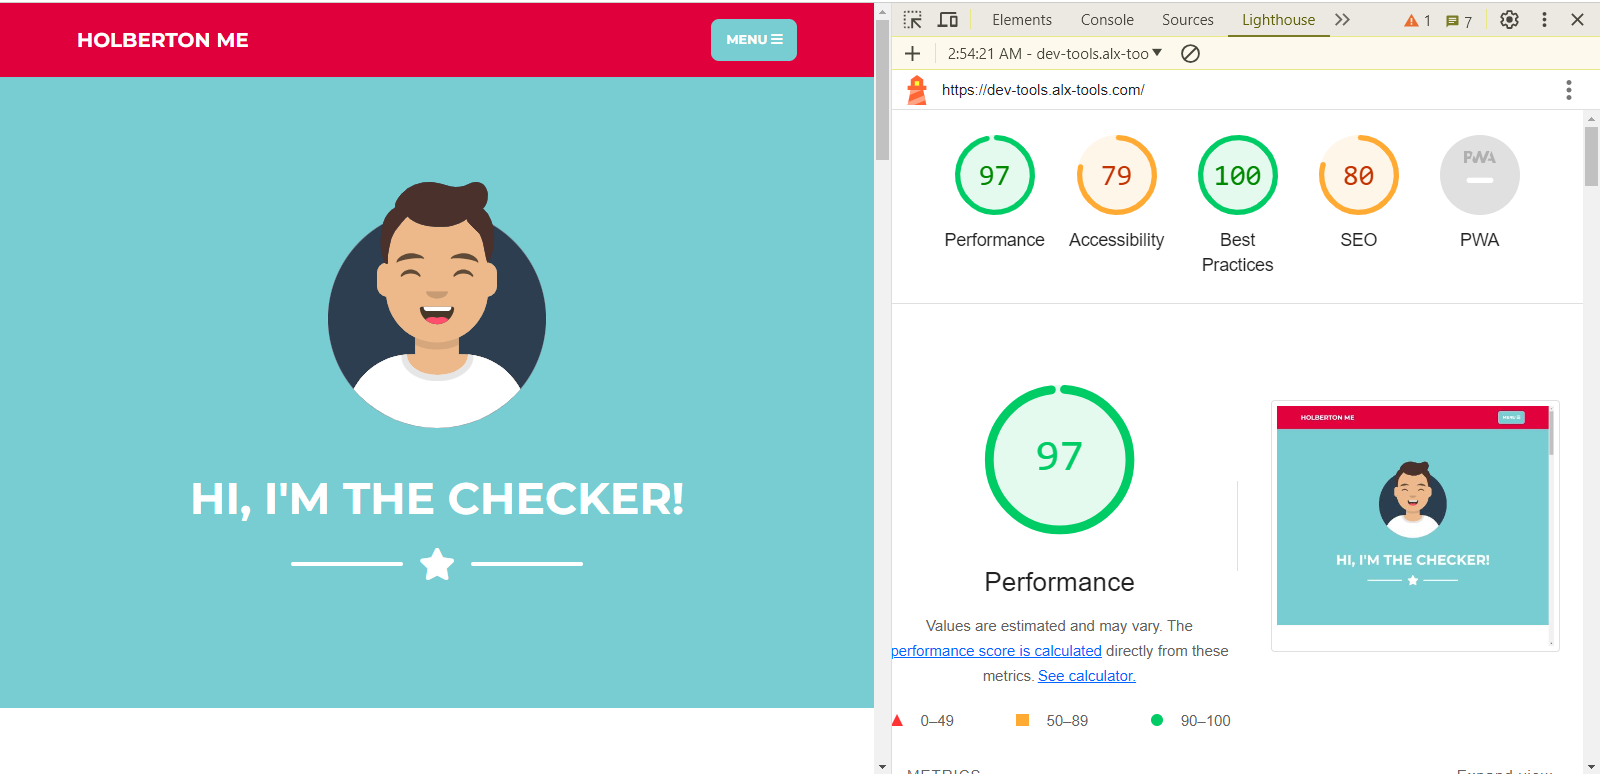 HOLBERTON ME
MENU
HI, I'M THE CHECKER!
Elements Console Sources Lighthouse 1 7
2:54:21 AM - dev-tools.alx-too
https://dev-tools.alx-tools.com/
97 79 100 80 PWA
Performance Accessibility Best Practices SEO PWA
97
Performance
Values are estimated and may vary. The
performance score is calculated directly from these
metrics. See calculator.
0–49 50–89 90–100
HOLBERTON ME
MENU
HI, I'M THE CHECKER!
METRICS
Expand view